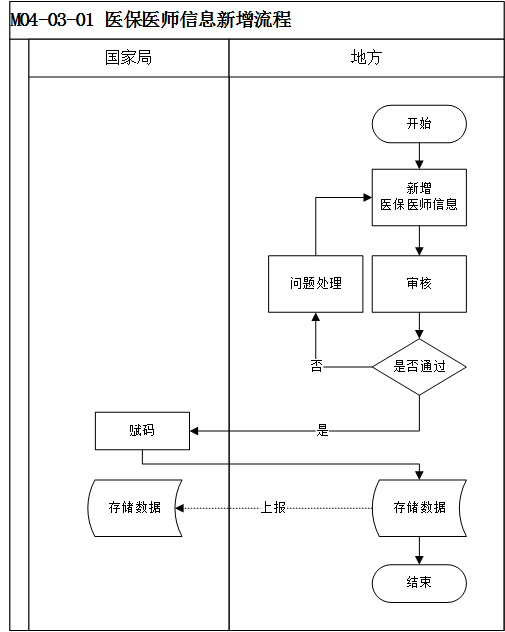 M04-03-01 医保医师信息新增流程
国家局
地方
开始
新增
医保医师信息
问题处理
审核
否
是否通过
赋码
是
存储数据
上报
存储数据
结束